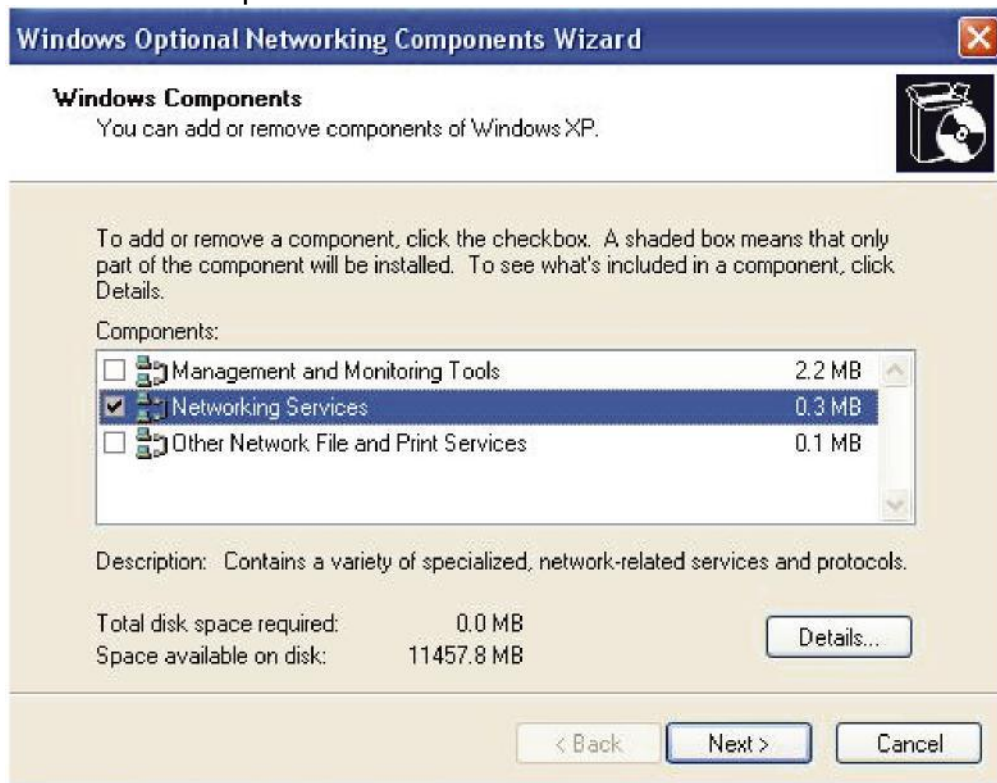 Windows Optional Networking Components Wizard
Windows Components
You can add or remove components of Windows XP.
To add or remove a component, click the checkbox. A shaded box means that only
part of the component will be installed. To see what's included in a component, click
Details.
Components:
Management and Monitoring Tools 2.2 MB
Networking Services 0.3 MB
Other Network File and Print Services 0.1 MB
Description: Contains a variety of specialized, network-related services and protocols.
Total disk space required: 0.0 MB
Space available on disk: 11457.8 MB
Details...
< Back Next > Cancel